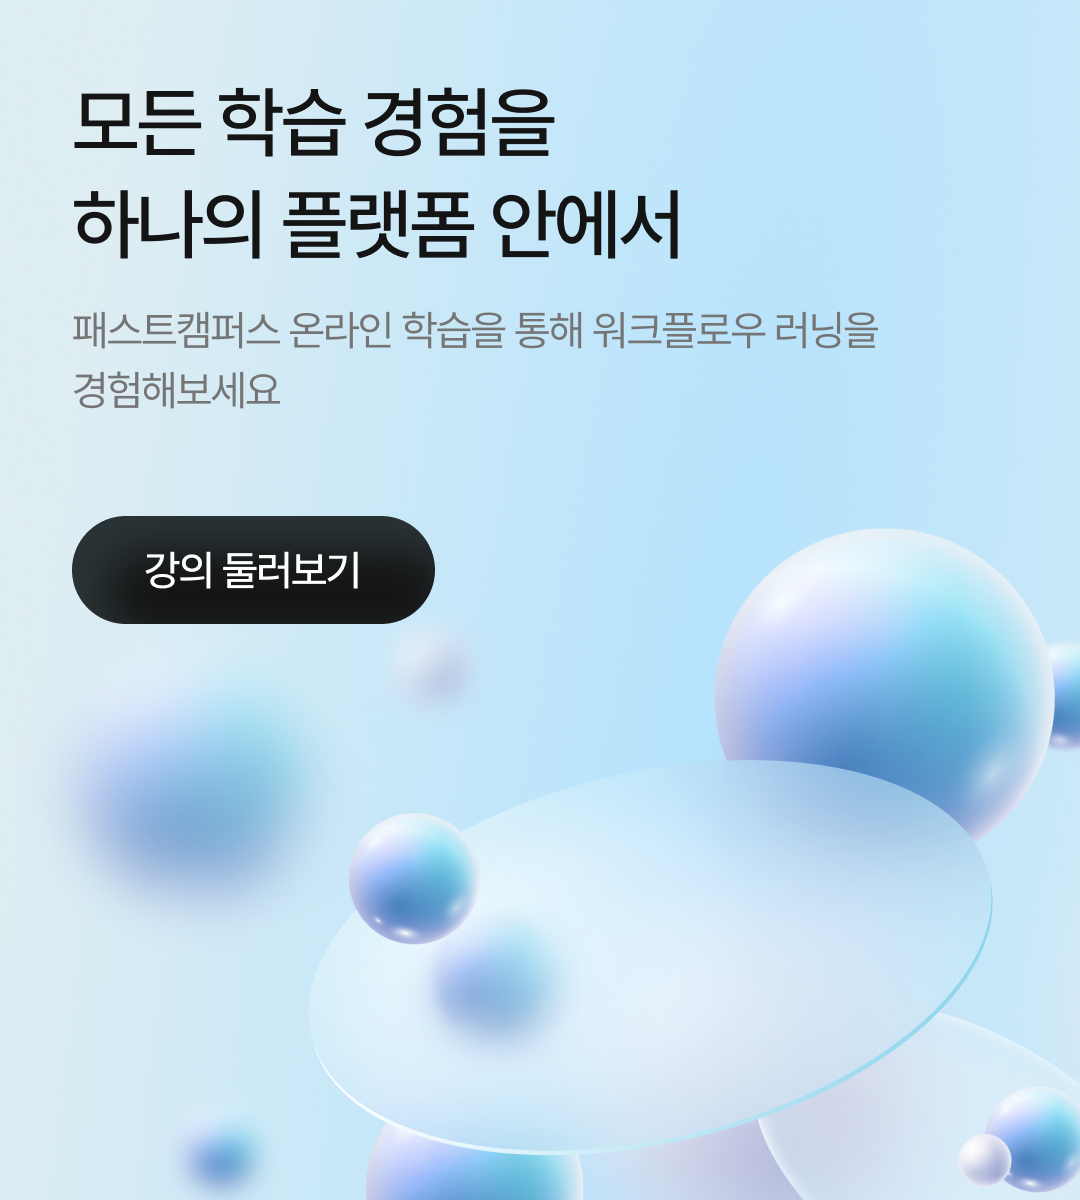 모든 학습 경험을
하나의 플랫폼 안에서
패스트캠퍼스 온라인 학습을 통해 워크플로우 러닝을
경험해보세요
강의 둘러보기